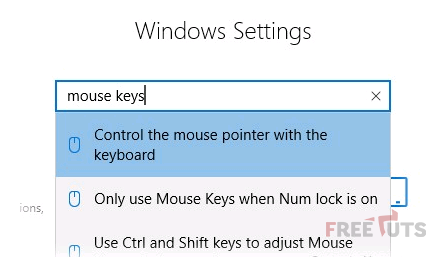 Windows Settings
mouse keys
Control the mouse pointer with the
keyboard
ions,
Only use Mouse Keys when Num lock is on
FREETUTS
Use Ctrl and Shift keys to adjust Mouse